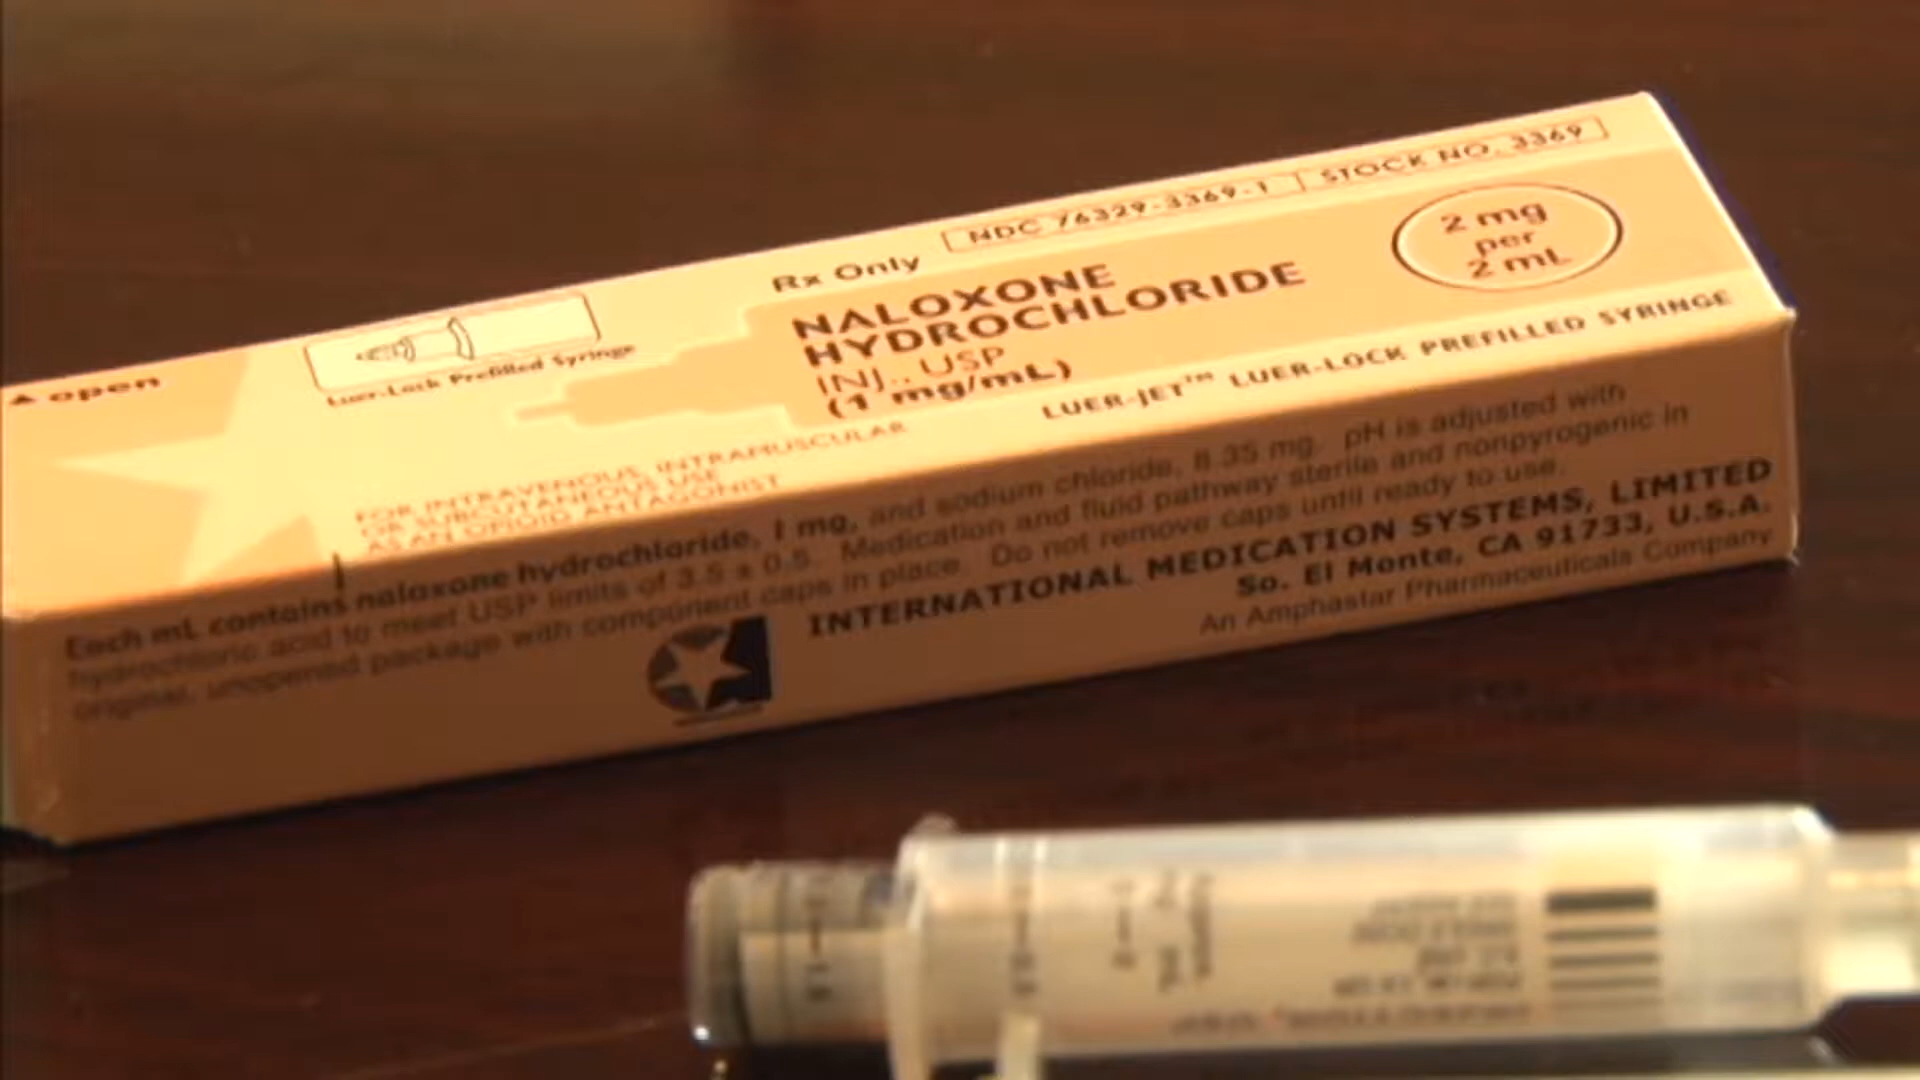 Rx Only
NDC 76329-3369-1
STOCK NO. 3369
NALOXONE
HYDROCHLORIDE
INJ., USP
(1 mg/mL)
2 mg
per
2 mL
▲ open
Luer-Lock Prefilled Syringe
LUER-JET™ LUER-LOCK PREFILLED SYRINGE
FOR INTRAVENOUS, INTRAMUSCULAR
OR SUBCUTANEOUS USE
AS AN OPIOID ANTAGONIST
Each mL contains naloxone hydrochloride, 1 mg, and sodium chloride, 8.35 mg. pH is adjusted with
hydrochloric acid to meet USP limits of 3.5 ± 0.5. Medication and fluid pathway sterile and nonpyrogenic in
original, unopened package with component caps in place. Do not remove caps until ready to use.
INTERNATIONAL MEDICATION SYSTEMS, LIMITED
So. El Monte, CA 91733, U.S.A.
An Amphastar Pharmaceuticals Company